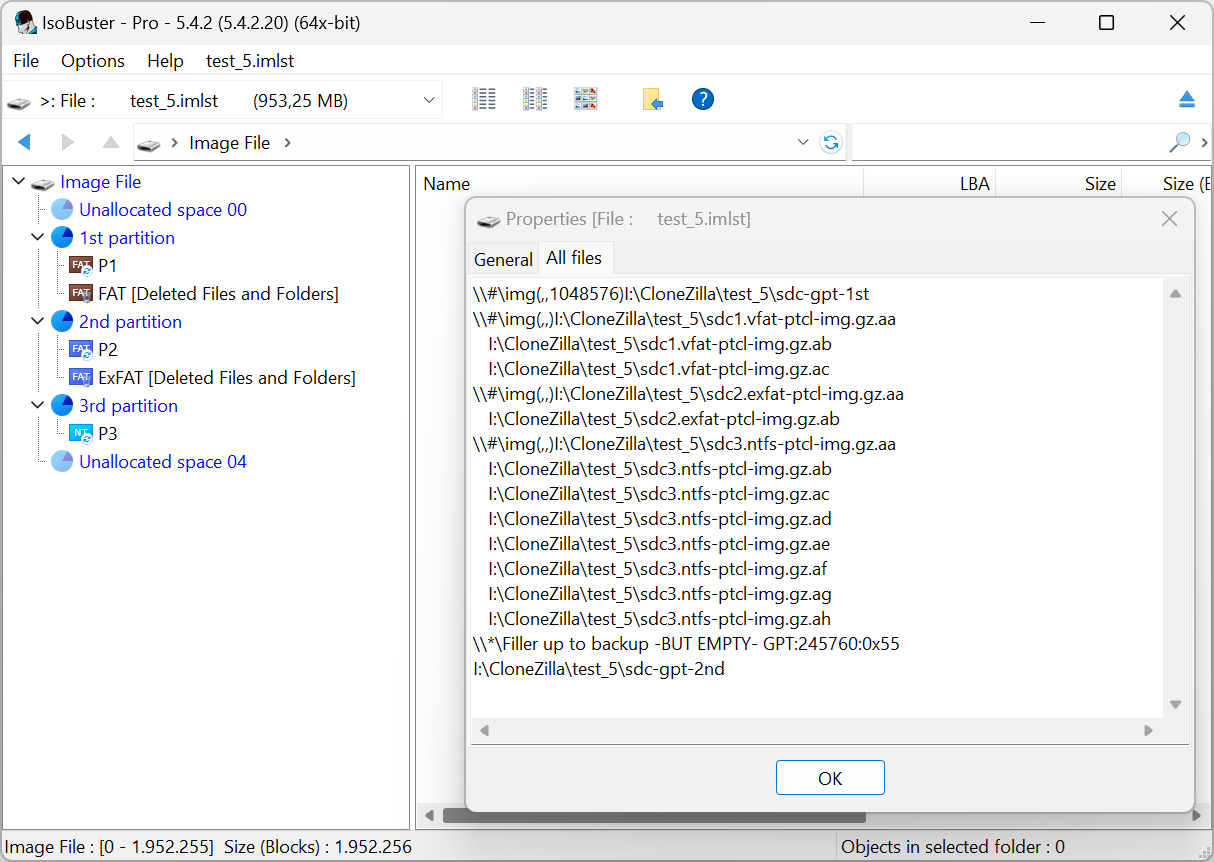 IsoBuster - Pro - 5.4.2 (5.4.2.20) (64x-bit)
File Options Help test_5.imlst
>: File : test_5.imlst (953,25 MB)
?
Image File
Image File
Unallocated space 00
1st partition
FAT P1
FAT FAT [Deleted Files and Folders]
2nd partition
FAT P2
FAT ExFAT [Deleted Files and Folders]
3rd partition
NT P3
Unallocated space 04
Name LBA Size Size (B
Properties [File : test_5.imlst]
General All files
\\#\img(,,1048576)I:\CloneZilla\test_5\sdc-gpt-1st
\\#\img(,,)I:\CloneZilla\test_5\sdc1.vfat-ptcl-img.gz.aa
I:\CloneZilla\test_5\sdc1.vfat-ptcl-img.gz.ab
I:\CloneZilla\test_5\sdc1.vfat-ptcl-img.gz.ac
\\#\img(,,)I:\CloneZilla\test_5\sdc2.exfat-ptcl-img.gz.aa
I:\CloneZilla\test_5\sdc2.exfat-ptcl-img.gz.ab
\\#\img(,,)I:\CloneZilla\test_5\sdc3.ntfs-ptcl-img.gz.aa
I:\CloneZilla\test_5\sdc3.ntfs-ptcl-img.gz.ab
I:\CloneZilla\test_5\sdc3.ntfs-ptcl-img.gz.ac
I:\CloneZilla\test_5\sdc3.ntfs-ptcl-img.gz.ad
I:\CloneZilla\test_5\sdc3.ntfs-ptcl-img.gz.ae
I:\CloneZilla\test_5\sdc3.ntfs-ptcl-img.gz.af
I:\CloneZilla\test_5\sdc3.ntfs-ptcl-img.gz.ag
I:\CloneZilla\test_5\sdc3.ntfs-ptcl-img.gz.ah
\\*\Filler up to backup -BUT EMPTY- GPT:245760:0x55
I:\CloneZilla\test_5\sdc-gpt-2nd
OK
Image File : [0 - 1.952.255] Size (Blocks) : 1.952.256
Objects in selected folder : 0